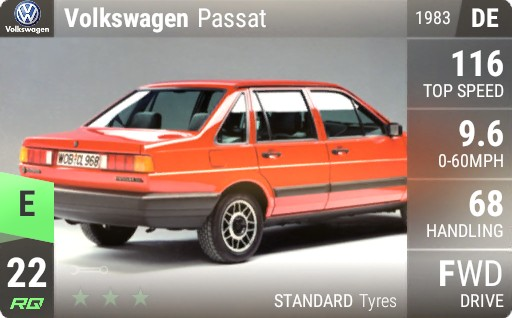 Volkswagen
Volkswagen Passat
1983 DE
116
TOP SPEED
9.6
0-60MPH
68
HANDLING
FWD
DRIVE
E
22
RQ
WOB CL 968
STANDARD Tyres